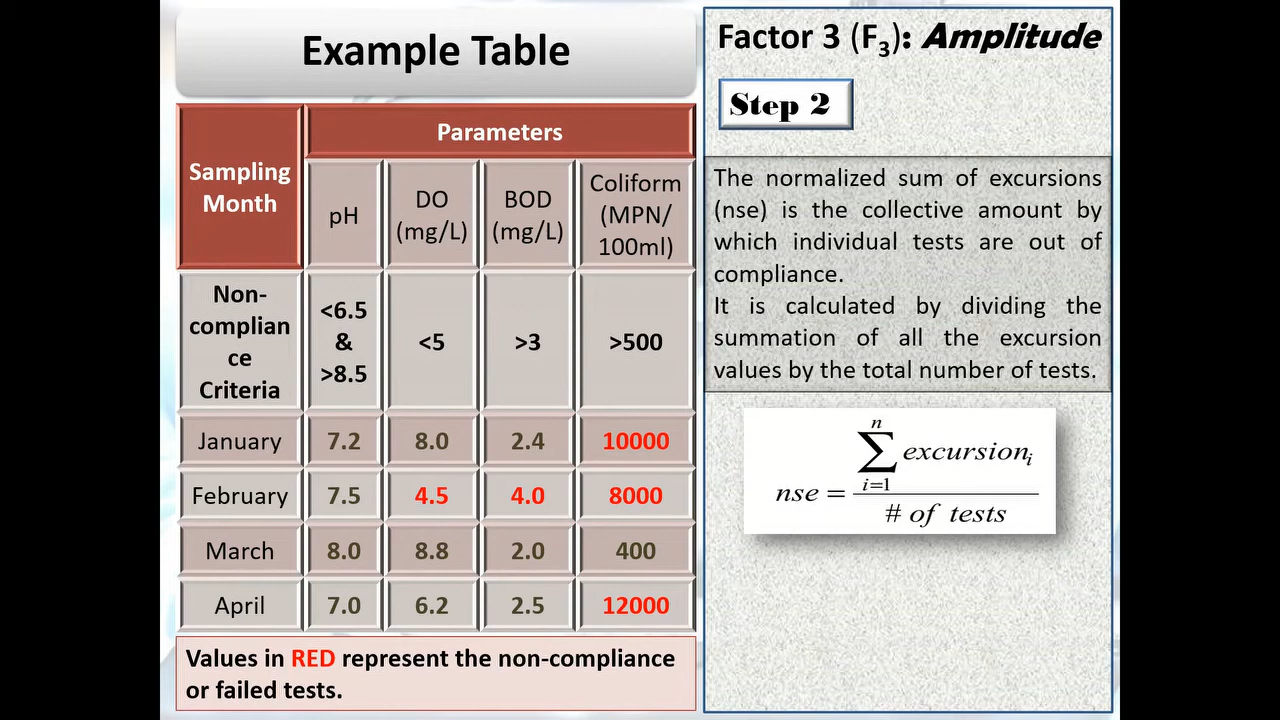 Example Table
Parameters
Sampling
Month
pH
DO
(mg/L)
BOD
(mg/L)
Coliform
(MPN/
100ml)
Non-
complian
ce
Criteria
<6.5
&
>8.5
<5
>3
>500
January 7.2 8.0 2.4 10000
February 7.5 4.5 4.0 8000
March 8.0 8.8 2.0 400
April 7.0 6.2 2.5 12000
Values in RED represent the non-compliance
or failed tests.
Factor 3 (F₃): Amplitude
Step 2
The normalized sum of excursions
(nse) is the collective amount by
which individual tests are out of
compliance.
It is calculated by dividing the
summation of all the excursion
values by the total number of tests.
n
∑ excursionᵢ
i=1
nse =
# of tests